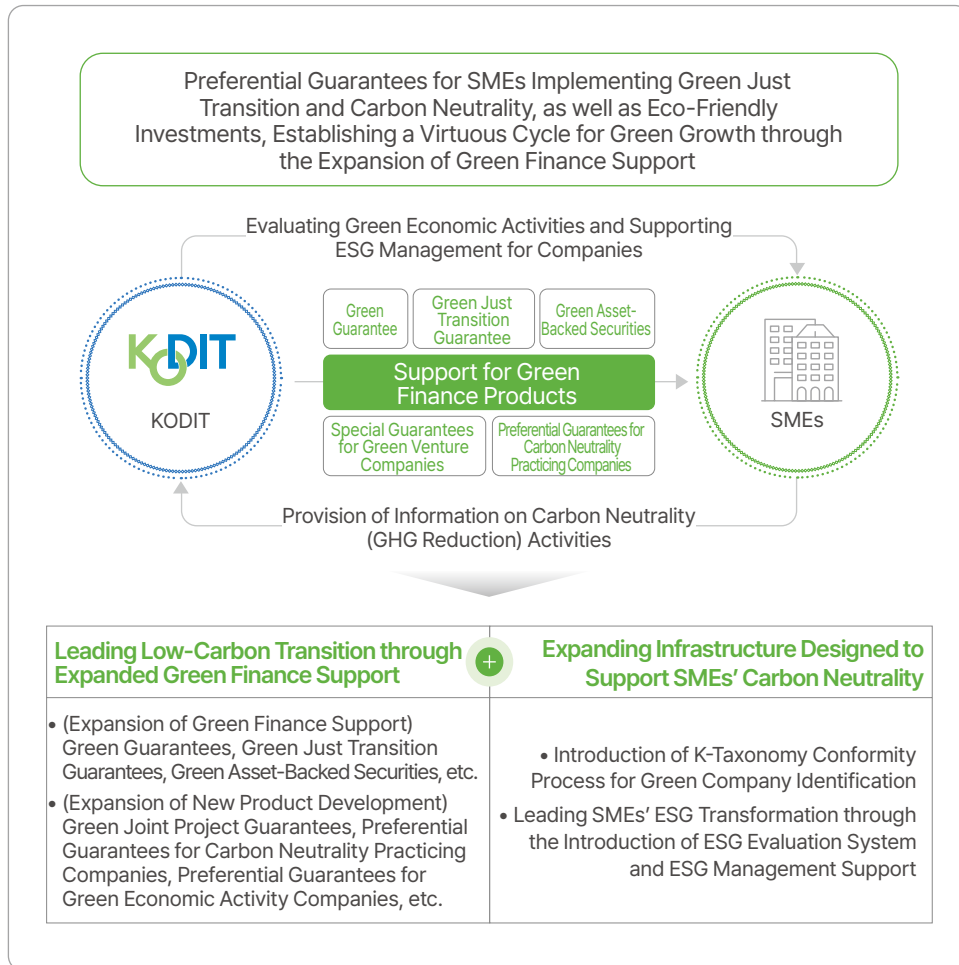 Preferential Guarantees for SMEs Implementing Green Just
Transition and Carbon Neutrality, as well as Eco-Friendly
Investments, Establishing a Virtuous Cycle for Green Growth through
the Expansion of Green Finance Support
Evaluating Green Economic Activities and Supporting
ESG Management for Companies
KODIT
KODIT
Green
Guarantee
Green Just
Transition
Guarantee
Green Asset-
Backed Securities
Support for Green
Finance Products
Special Guarantees
for Green Venture
Companies
Preferential Guarantees for
Carbon Neutrality
Practicing Companies
SMEs
Provision of Information on Carbon Neutrality
(GHG Reduction) Activities
Leading Low-Carbon Transition through
Expanded Green Finance Support
+
Expanding Infrastructure Designed to
Support SMEs' Carbon Neutrality
• (Expansion of Green Finance Support)
Green Guarantees, Green Just Transition
Guarantees, Green Asset-Backed Securities, etc.
• (Expansion of New Product Development)
Green Joint Project Guarantees, Preferential
Guarantees for Carbon Neutrality Practicing
Companies, Preferential Guarantees for
Green Economic Activity Companies, etc.
• Introduction of K-Taxonomy Conformity
Process for Green Company Identification
• Leading SMEs' ESG Transformation through
the Introduction of ESG Evaluation System
and ESG Management Support